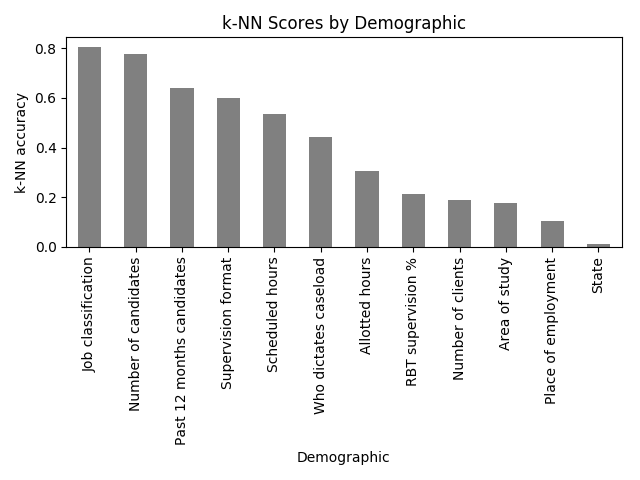 k-NN Scores by Demographic
k-NN accuracy
0.8
0.6
0.4
0.2
0.0
Job classification
Number of candidates
Past 12 months candidates
Supervision format
Scheduled hours
Who dictates caseload
Allotted hours
RBT supervision %
Number of clients
Area of study
Place of employment
State
Demographic